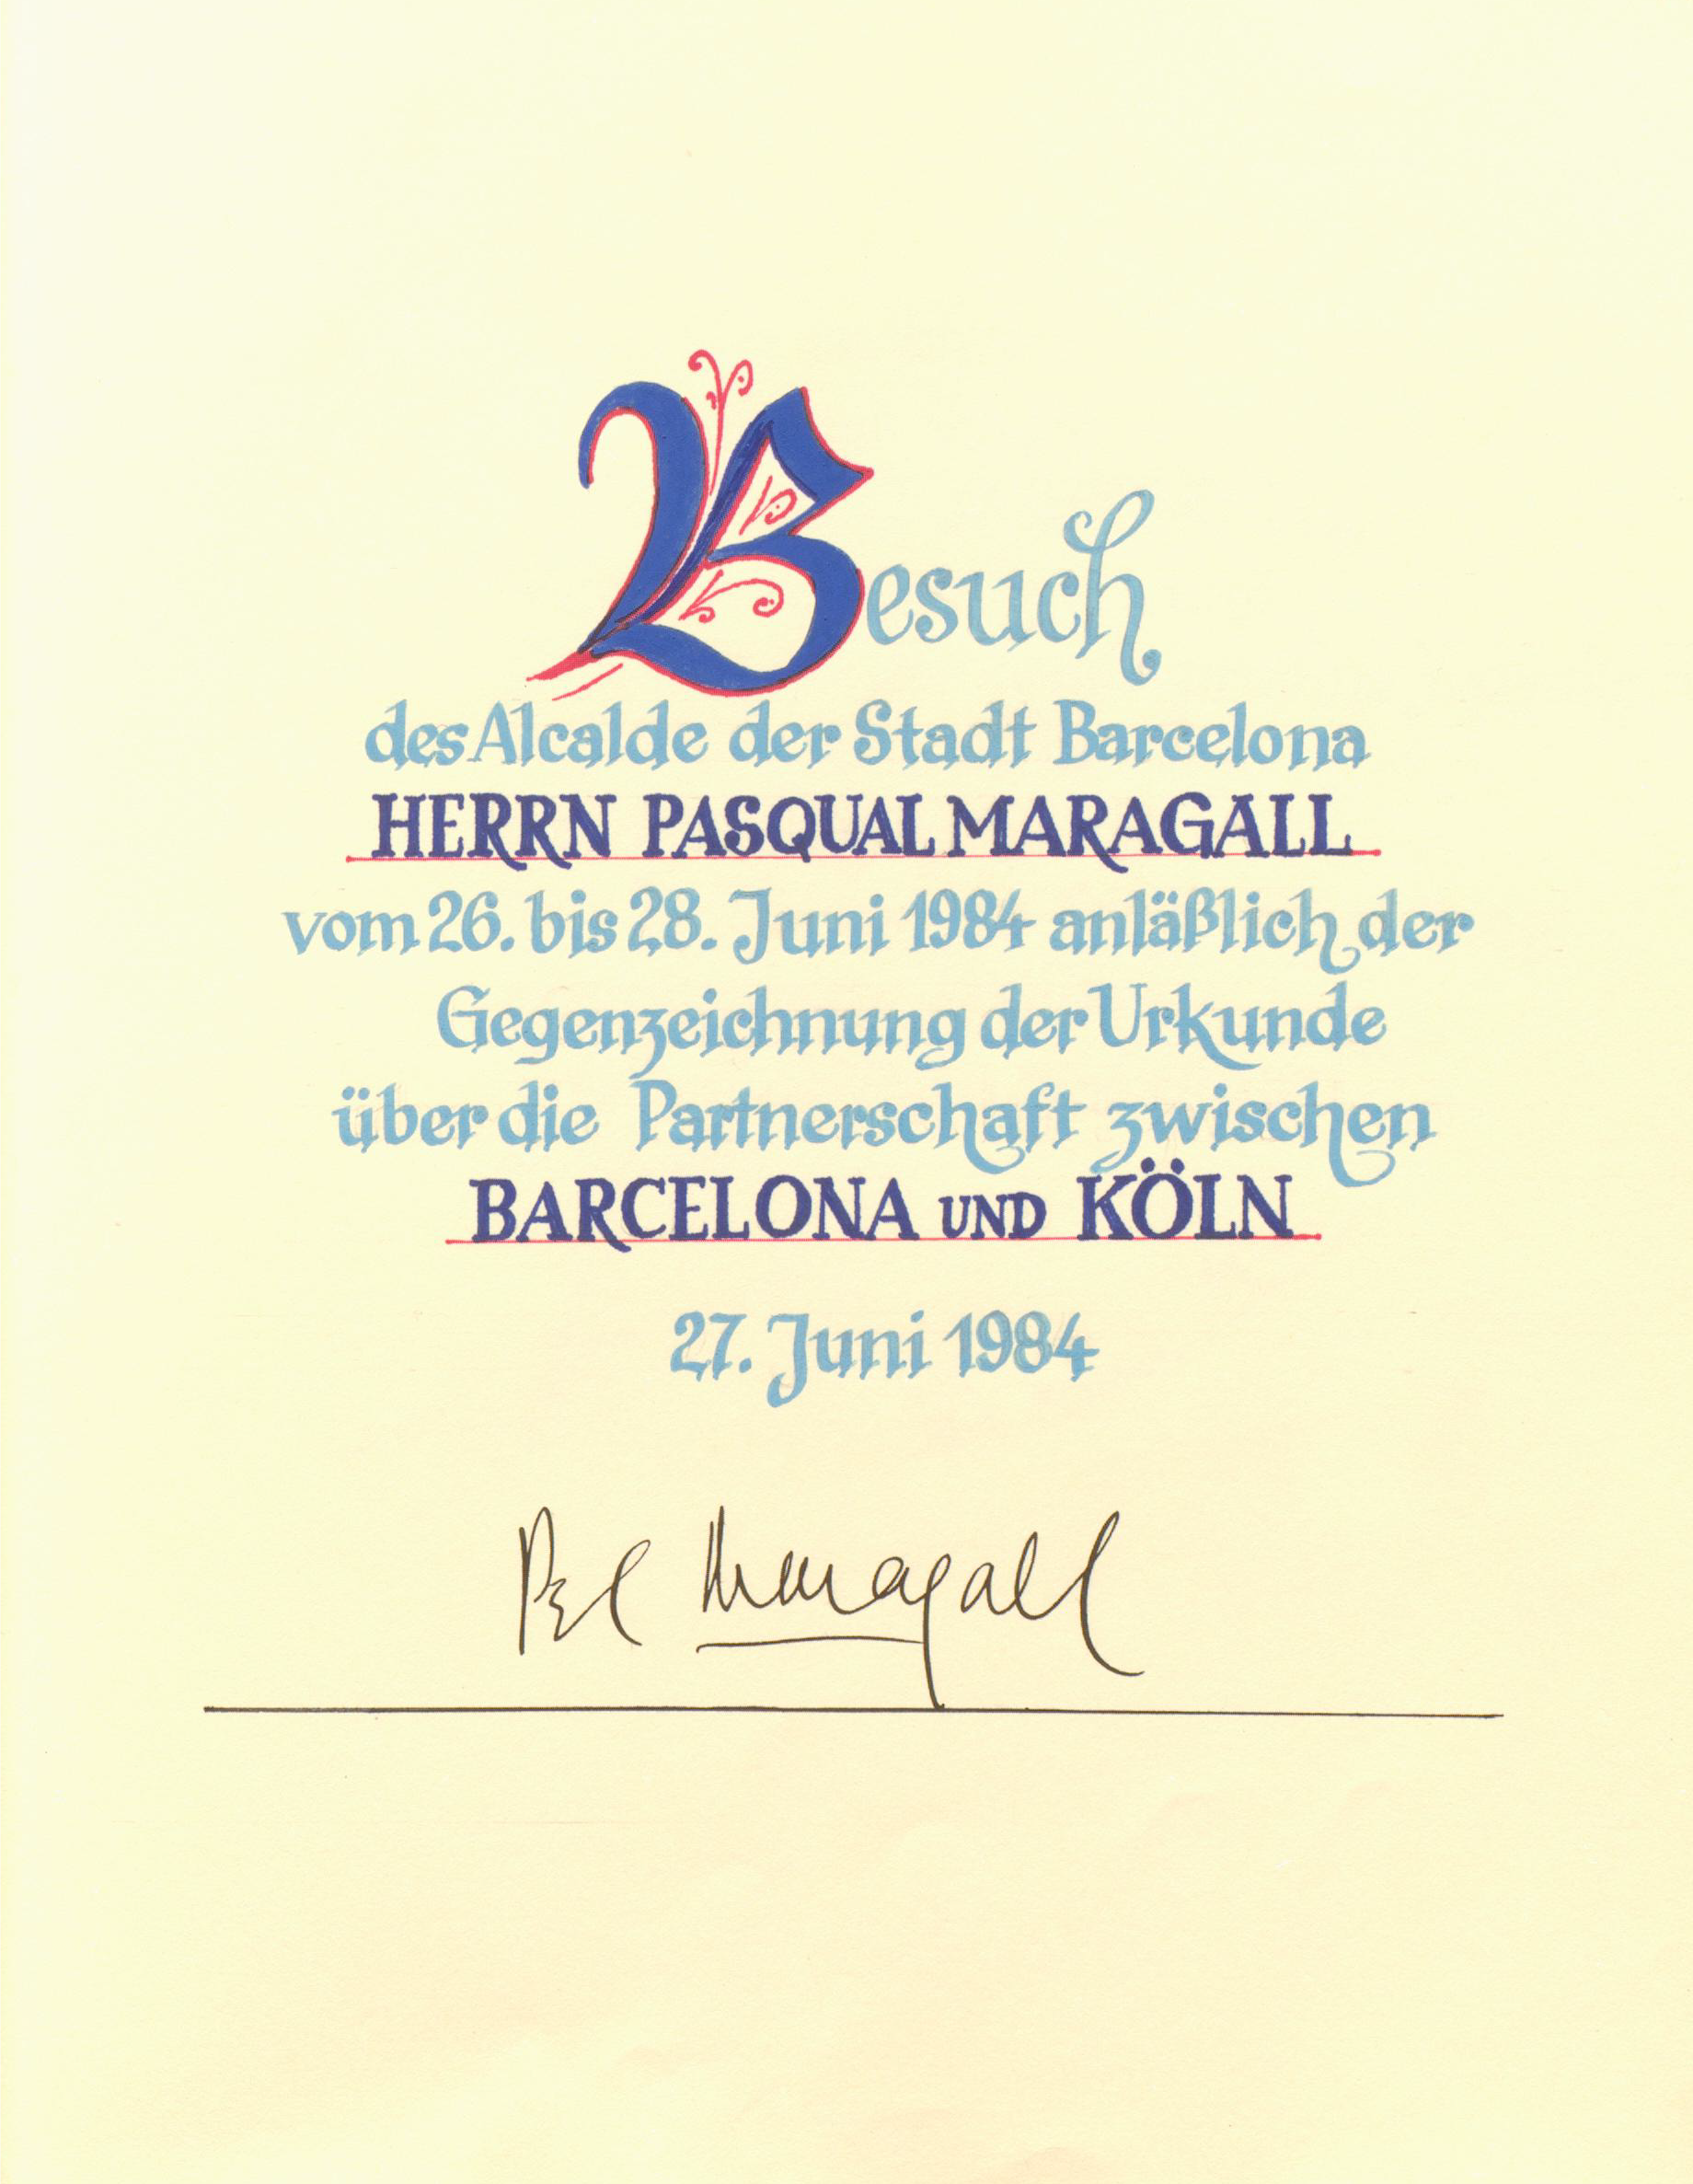 Besuch
des Alcalde der Stadt Barcelona
HERRN PASQUAL MARAGALL
vom 26. bis 28. Juni 1984 anläßlich der
Gegenzeichnung der Urkunde
über die Partnerschaft zwischen
BARCELONA UND KÖLN
27. Juni 1984
Maragall